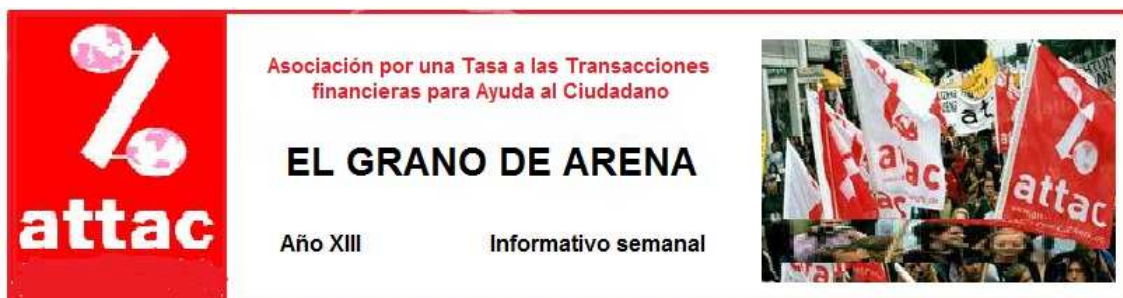 attac
Asociación por una Tasa a las Transacciones
financieras para Ayuda al Ciudadano
EL GRANO DE ARENA
Año XIII Informativo semanal
attac
attac